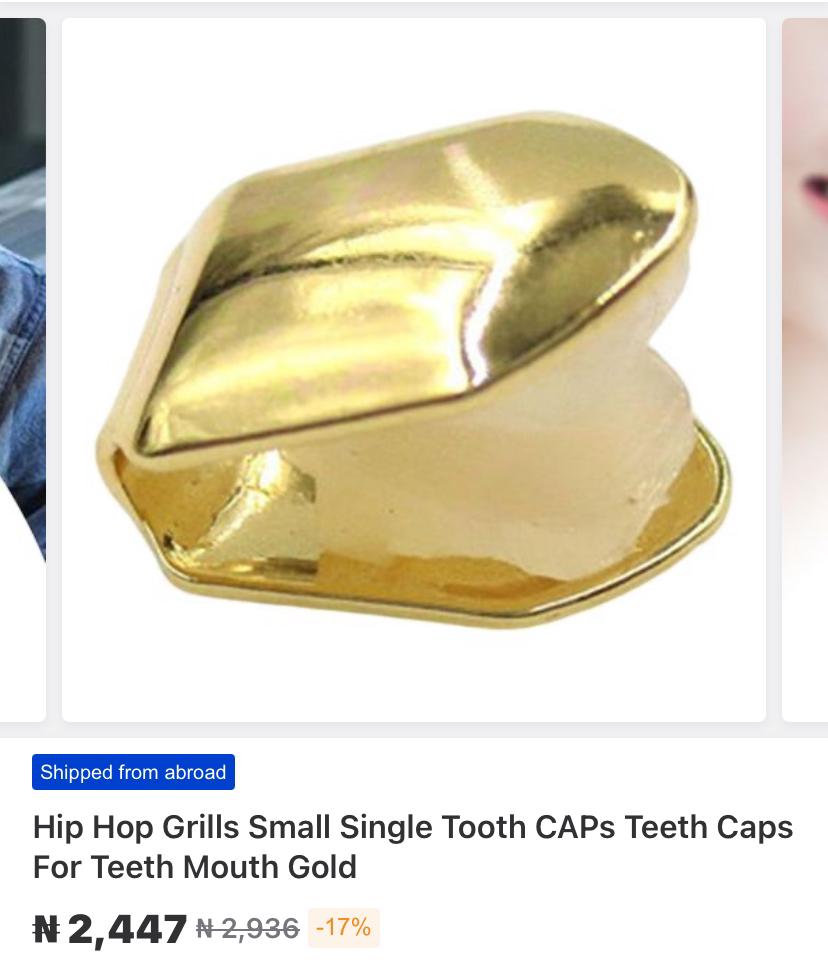 Shipped from abroad
Hip Hop Grills Small Single Tooth CAPs Teeth Caps
For Teeth Mouth Gold
₦ 2,447 ₦ 2,936 -17%